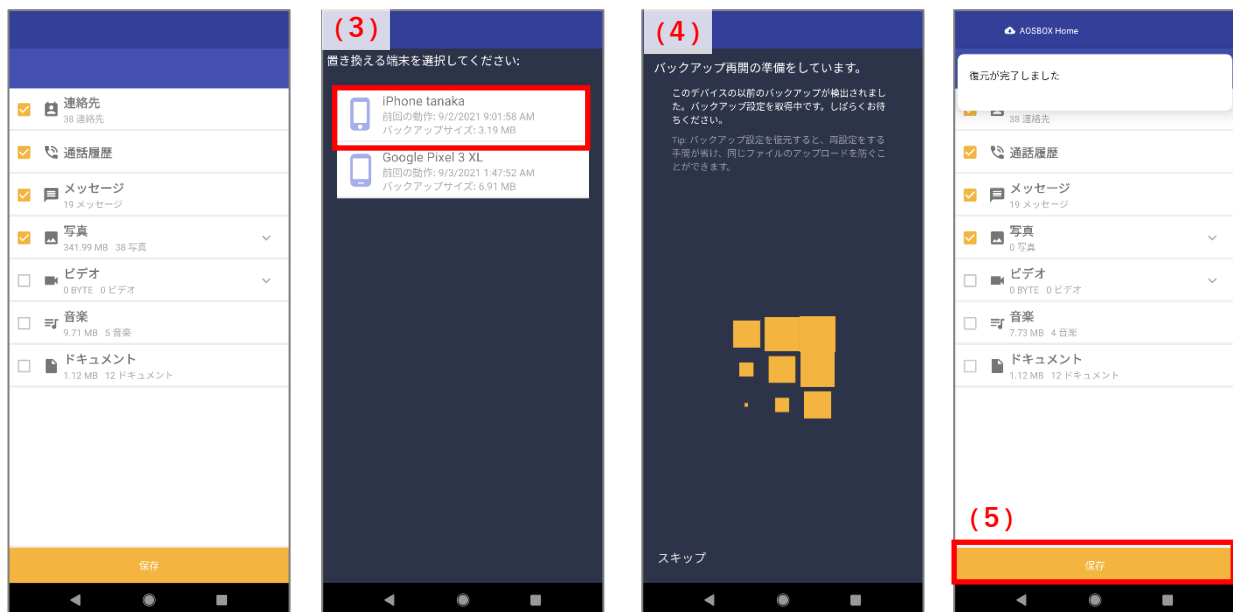 連絡先
38 連絡先
通話履歴
メッセージ
19 メッセージ
写真
341.99 MB 38 写真
ビデオ
0 BYTE 0 ビデオ
音楽
9.71 MB 5 音楽
ドキュメント
1.12 MB 12 ドキュメント
保存
(3)
置き換える端末を選択してください:
iPhone tanaka
前回の動作: 9/2/2021 9:01:58 AM
バックアップサイズ: 3.19 MB
Google Pixel 3 XL
前回の動作: 9/3/2021 1:47:52 AM
バックアップサイズ: 6.91 MB
(4)
バックアップ再開の準備をしています。
このデバイスの以前のバックアップが検出されまし
た。バックアップ設定を取得中です。しばらくお待
ちください。
Tip: バックアップ設定を復元すると、再設定をする
手間が省け、同じファイルのアップロードを防ぐこ
とができます。
スキップ
AOSBOX Home
復元が完了しました
38 連絡先
通話履歴
メッセージ
19 メッセージ
写真
0 写真
ビデオ
0 BYTE 0 ビデオ
音楽
7.73 MB 4 音楽
ドキュメント
1.12 MB 12 ドキュメント
(5)
保存